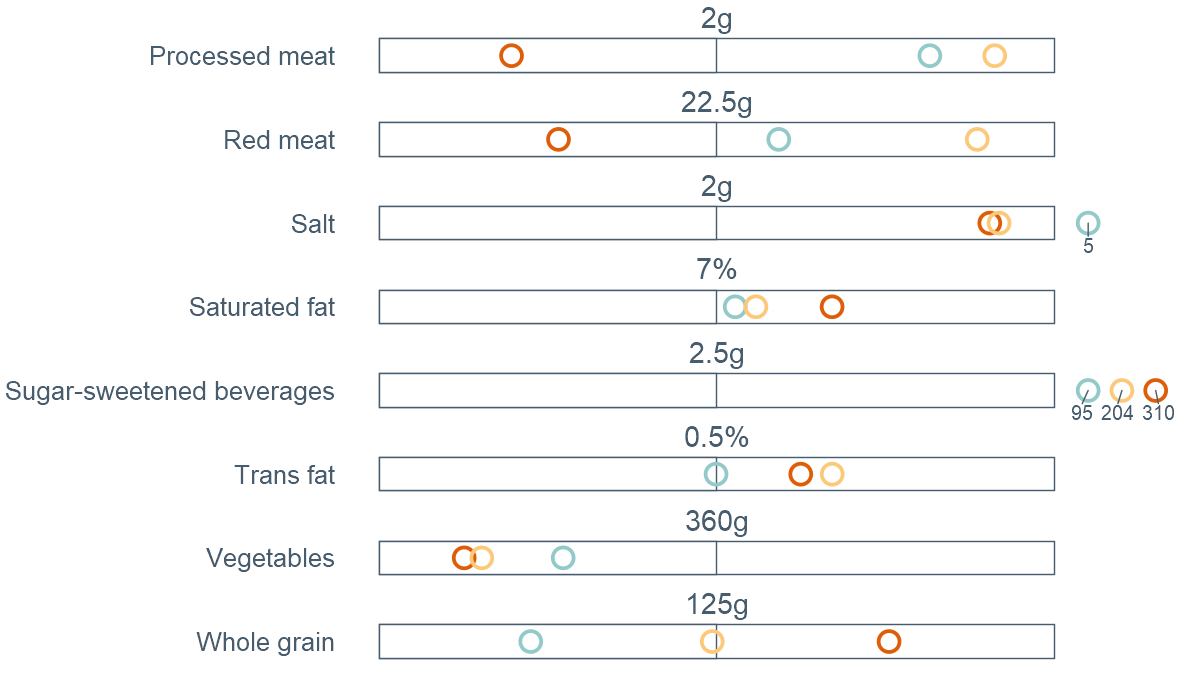 2g
Processed meat
22.5g
Red meat
2g
Salt
5
7%
Saturated fat
2.5g
Sugar-sweetened beverages
95 204 310
0.5%
Trans fat
360g
Vegetables
125g
Whole grain